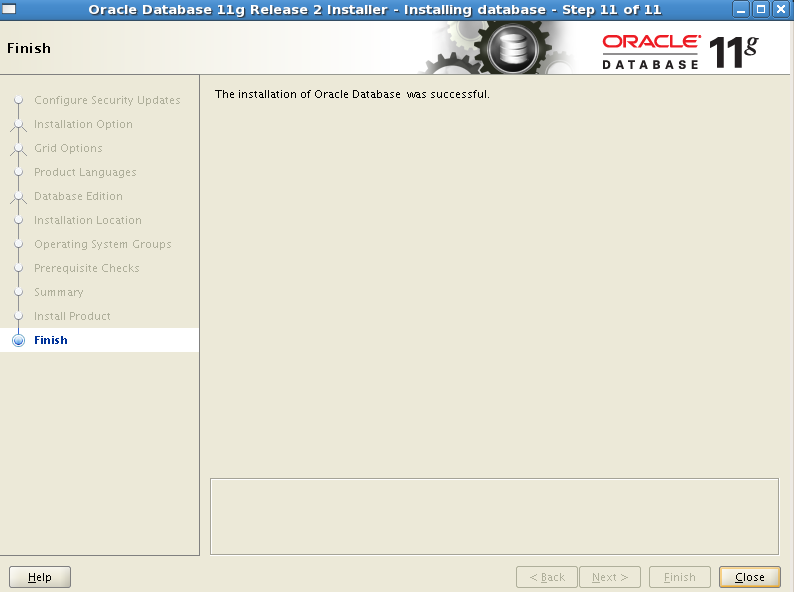 Oracle Database 11g Release 2 Installer - Installing database - Step 11 of 11
Finish
ORACLE®
DATABASE 11g
Configure Security Updates
Installation Option
Grid Options
Product Languages
Database Edition
Installation Location
Operating System Groups
Prerequisite Checks
Summary
Install Product
Finish
The installation of Oracle Database  was successful.
Help
< Back
Next >
Finish
Close